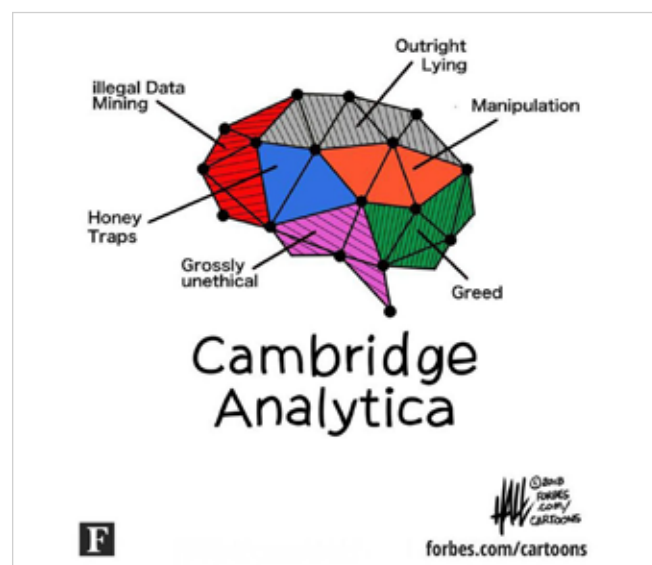 Outright
Lying
illegal Data
Mining
Manipulation
Honey
Traps
Grossly
unethical
Greed
Cambridge
Analytica
HALL
©2018
FORBES
.COM/
CARTOONS
F
forbes.com/cartoons